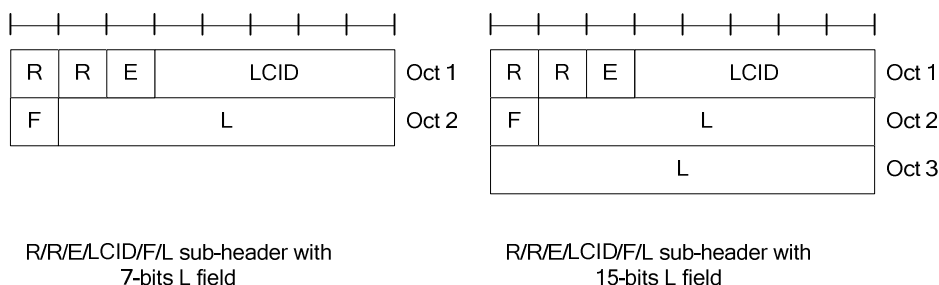 R R E LCID Oct 1
F L Oct 2
R/R/E/LCID/F/L sub-header with
7-bits L field
R R E LCID Oct 1
F L Oct 2
L Oct 3
R/R/E/LCID/F/L sub-header with
15-bits L field